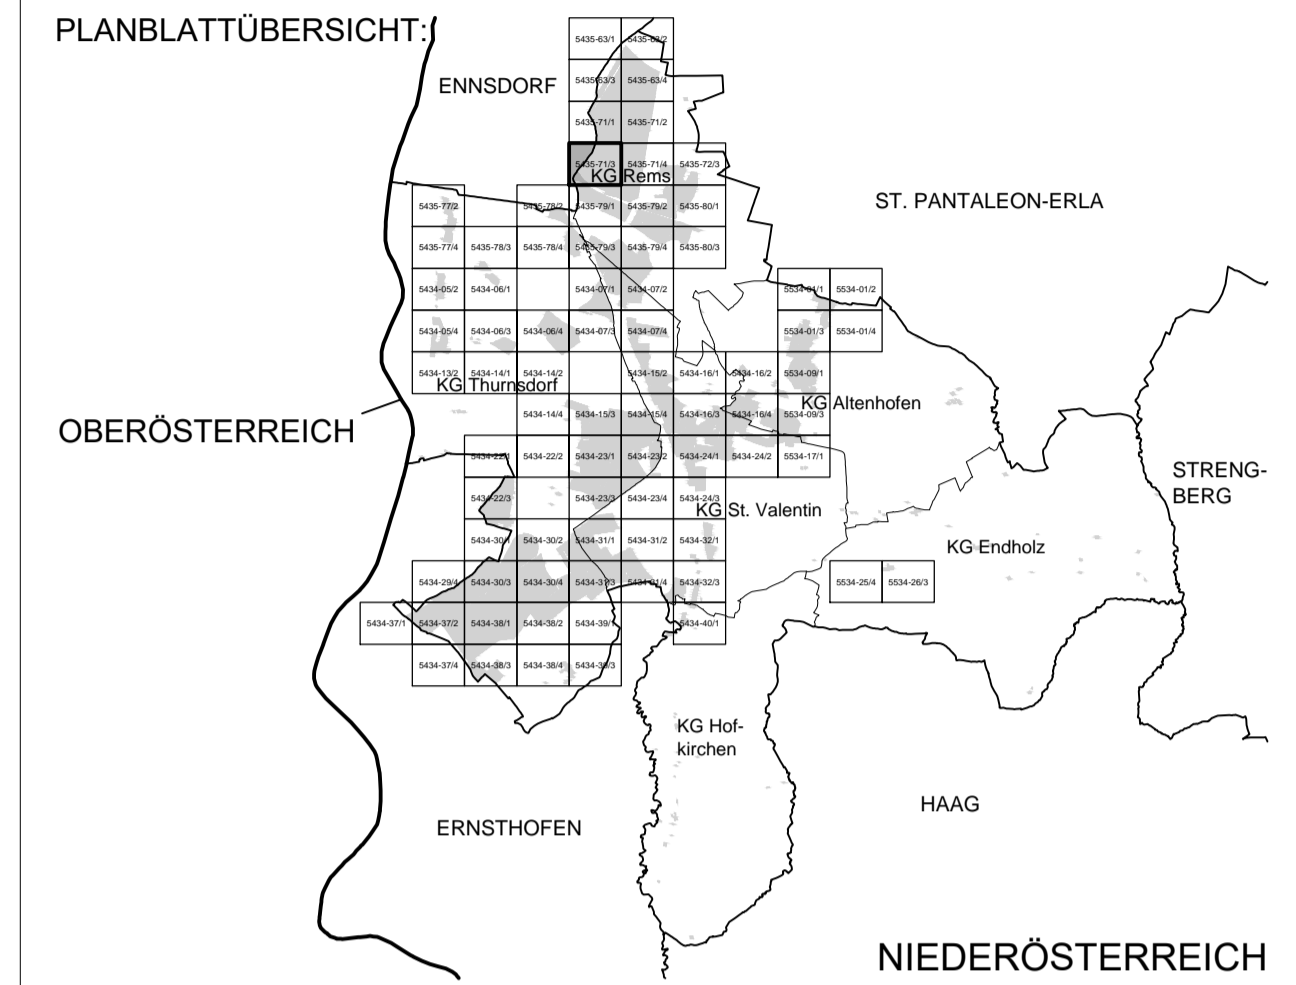 PLANBLATTÜBERSICHT:
5435-63/1 5435-63/2
ENNSDORF
5435-63/3 5435-63/4
5435-71/1 5435-71/2
5435-71/3 5435-71/4 5435-72/3
KG Rems
ST. PANTALEON-ERLA
5435-77/2 5435-78/2 5435-79/1 5435-79/2 5435-80/1
5435-77/4 5435-78/3 5435-78/4 5435-79/3 5435-79/4 5435-80/3
5434-05/2 5434-06/1 5434-07/1 5434-07/2 5534-01/1 5534-01/2
5434-05/4 5434-06/3 5434-06/4 5434-07/3 5434-07/4 5534-01/3 5534-01/4
5434-13/2 5434-14/1 5434-14/2 5434-15/2 5434-16/1 5434-16/2 5534-09/1
KG Thurnsdorf
KG Altenhofen
5434-14/4 5434-15/3 5434-15/4 5434-16/3 5434-16/4 5534-09/3
OBERÖSTERREICH
5434-22/1 5434-22/2 5434-23/1 5434-23/2 5434-24/1 5434-24/2 5534-17/1
STRENG-
BERG
5434-22/3 5434-23/3 5434-23/4 5434-24/3
KG St. Valentin
5434-30/1 5434-30/2 5434-31/1 5434-31/2 5434-32/1
KG Endholz
5434-29/4 5434-30/3 5434-30/4 5434-31/3 5434-31/4 5434-32/3 5534-25/4 5534-26/3
5434-37/1 5434-37/2 5434-38/1 5434-38/2 5434-39/1 5434-40/1
5434-37/4 5434-38/3 5434-38/4 5434-39/3
KG Hof-
kirchen
HAAG
ERNSTHOFEN
NIEDERÖSTERREICH